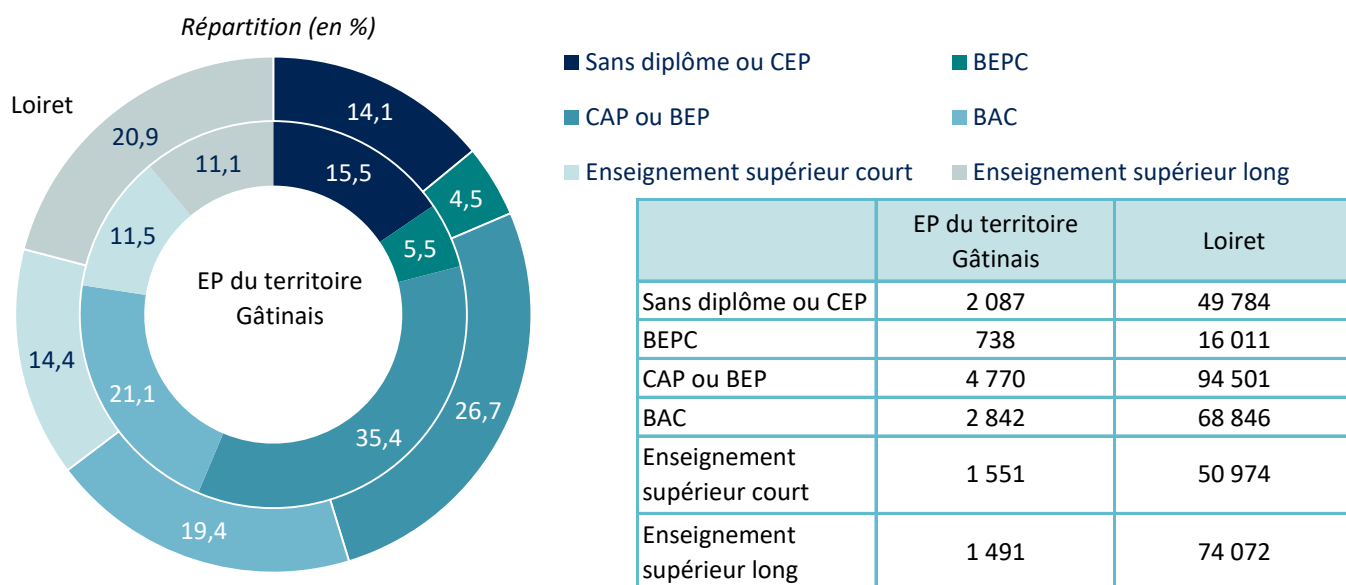 Répartition (en %)
Loiret
14,1
4,5
26,7
19,4
14,4
20,9
15,5
5,5
35,4
21,1
11,5
11,1
EP du territoire
Gâtinais
Sans diplôme ou CEP
BEPC
CAP ou BEP
BAC
Enseignement supérieur court
Enseignement supérieur long
EP du territoire
Gâtinais
Loiret
Sans diplôme ou CEP 2 087 49 784
BEPC 738 16 011
CAP ou BEP 4 770 94 501
BAC 2 842 68 846
Enseignement
supérieur court
1 551 50 974
Enseignement
supérieur long
1 491 74 072